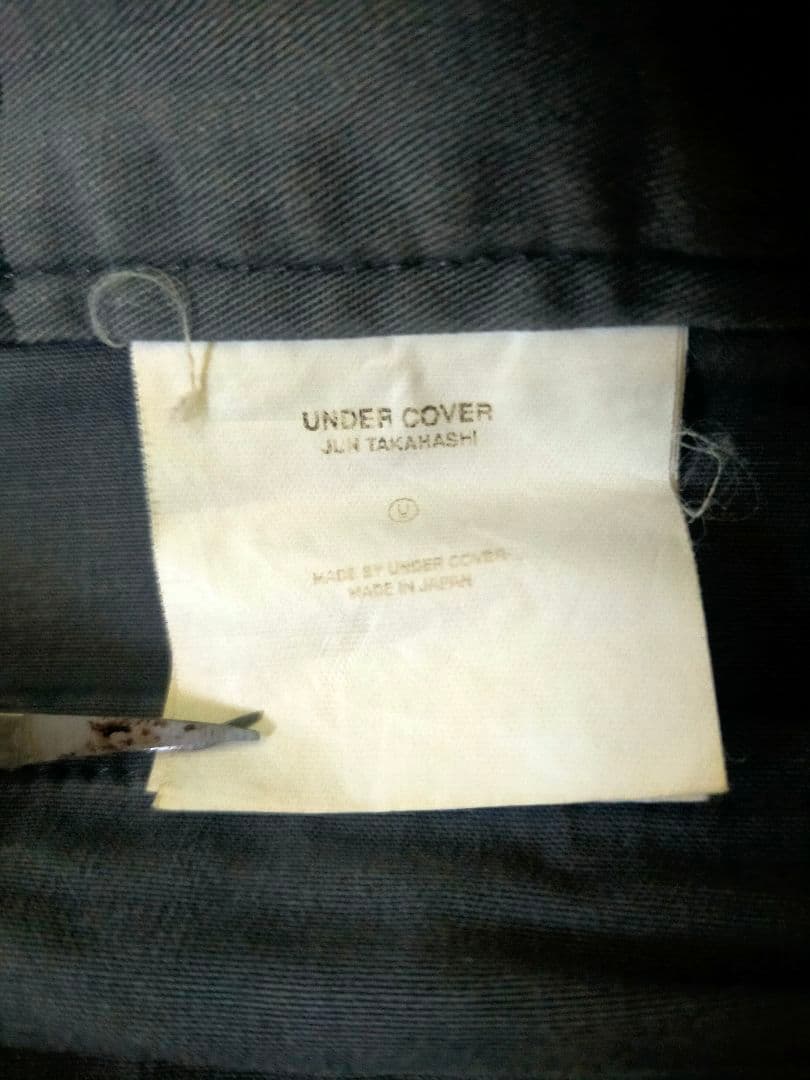 UNDER COVER
JUN TAKAHASHI
U
MADE BY UNDER COVER
MADE IN JAPAN